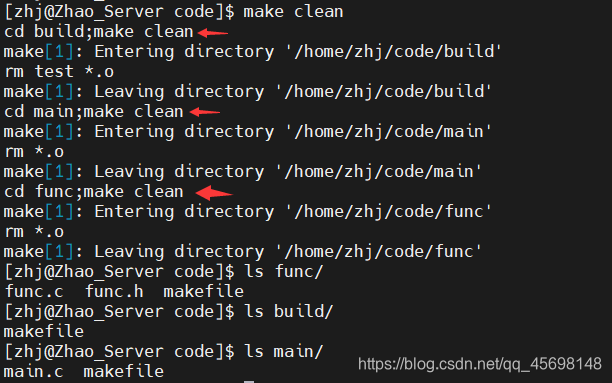 [zhj@Zhao_Server code]$ make clean
cd build;make clean
make[1]: Entering directory '/home/zhj/code/build'
rm test *.o
make[1]: Leaving directory '/home/zhj/code/build'
cd main;make clean
make[1]: Entering directory '/home/zhj/code/main'
rm *.o
make[1]: Leaving directory '/home/zhj/code/main'
cd func;make clean
make[1]: Entering directory '/home/zhj/code/func'
rm *.o
make[1]: Leaving directory '/home/zhj/code/func'
[zhj@Zhao_Server code]$ ls func/
func.c  func.h  makefile
[zhj@Zhao_Server code]$ ls build/
makefile
[zhj@Zhao_Server code]$ ls main/
main.c  makefile
https://blog.csdn.net/qq_45698148